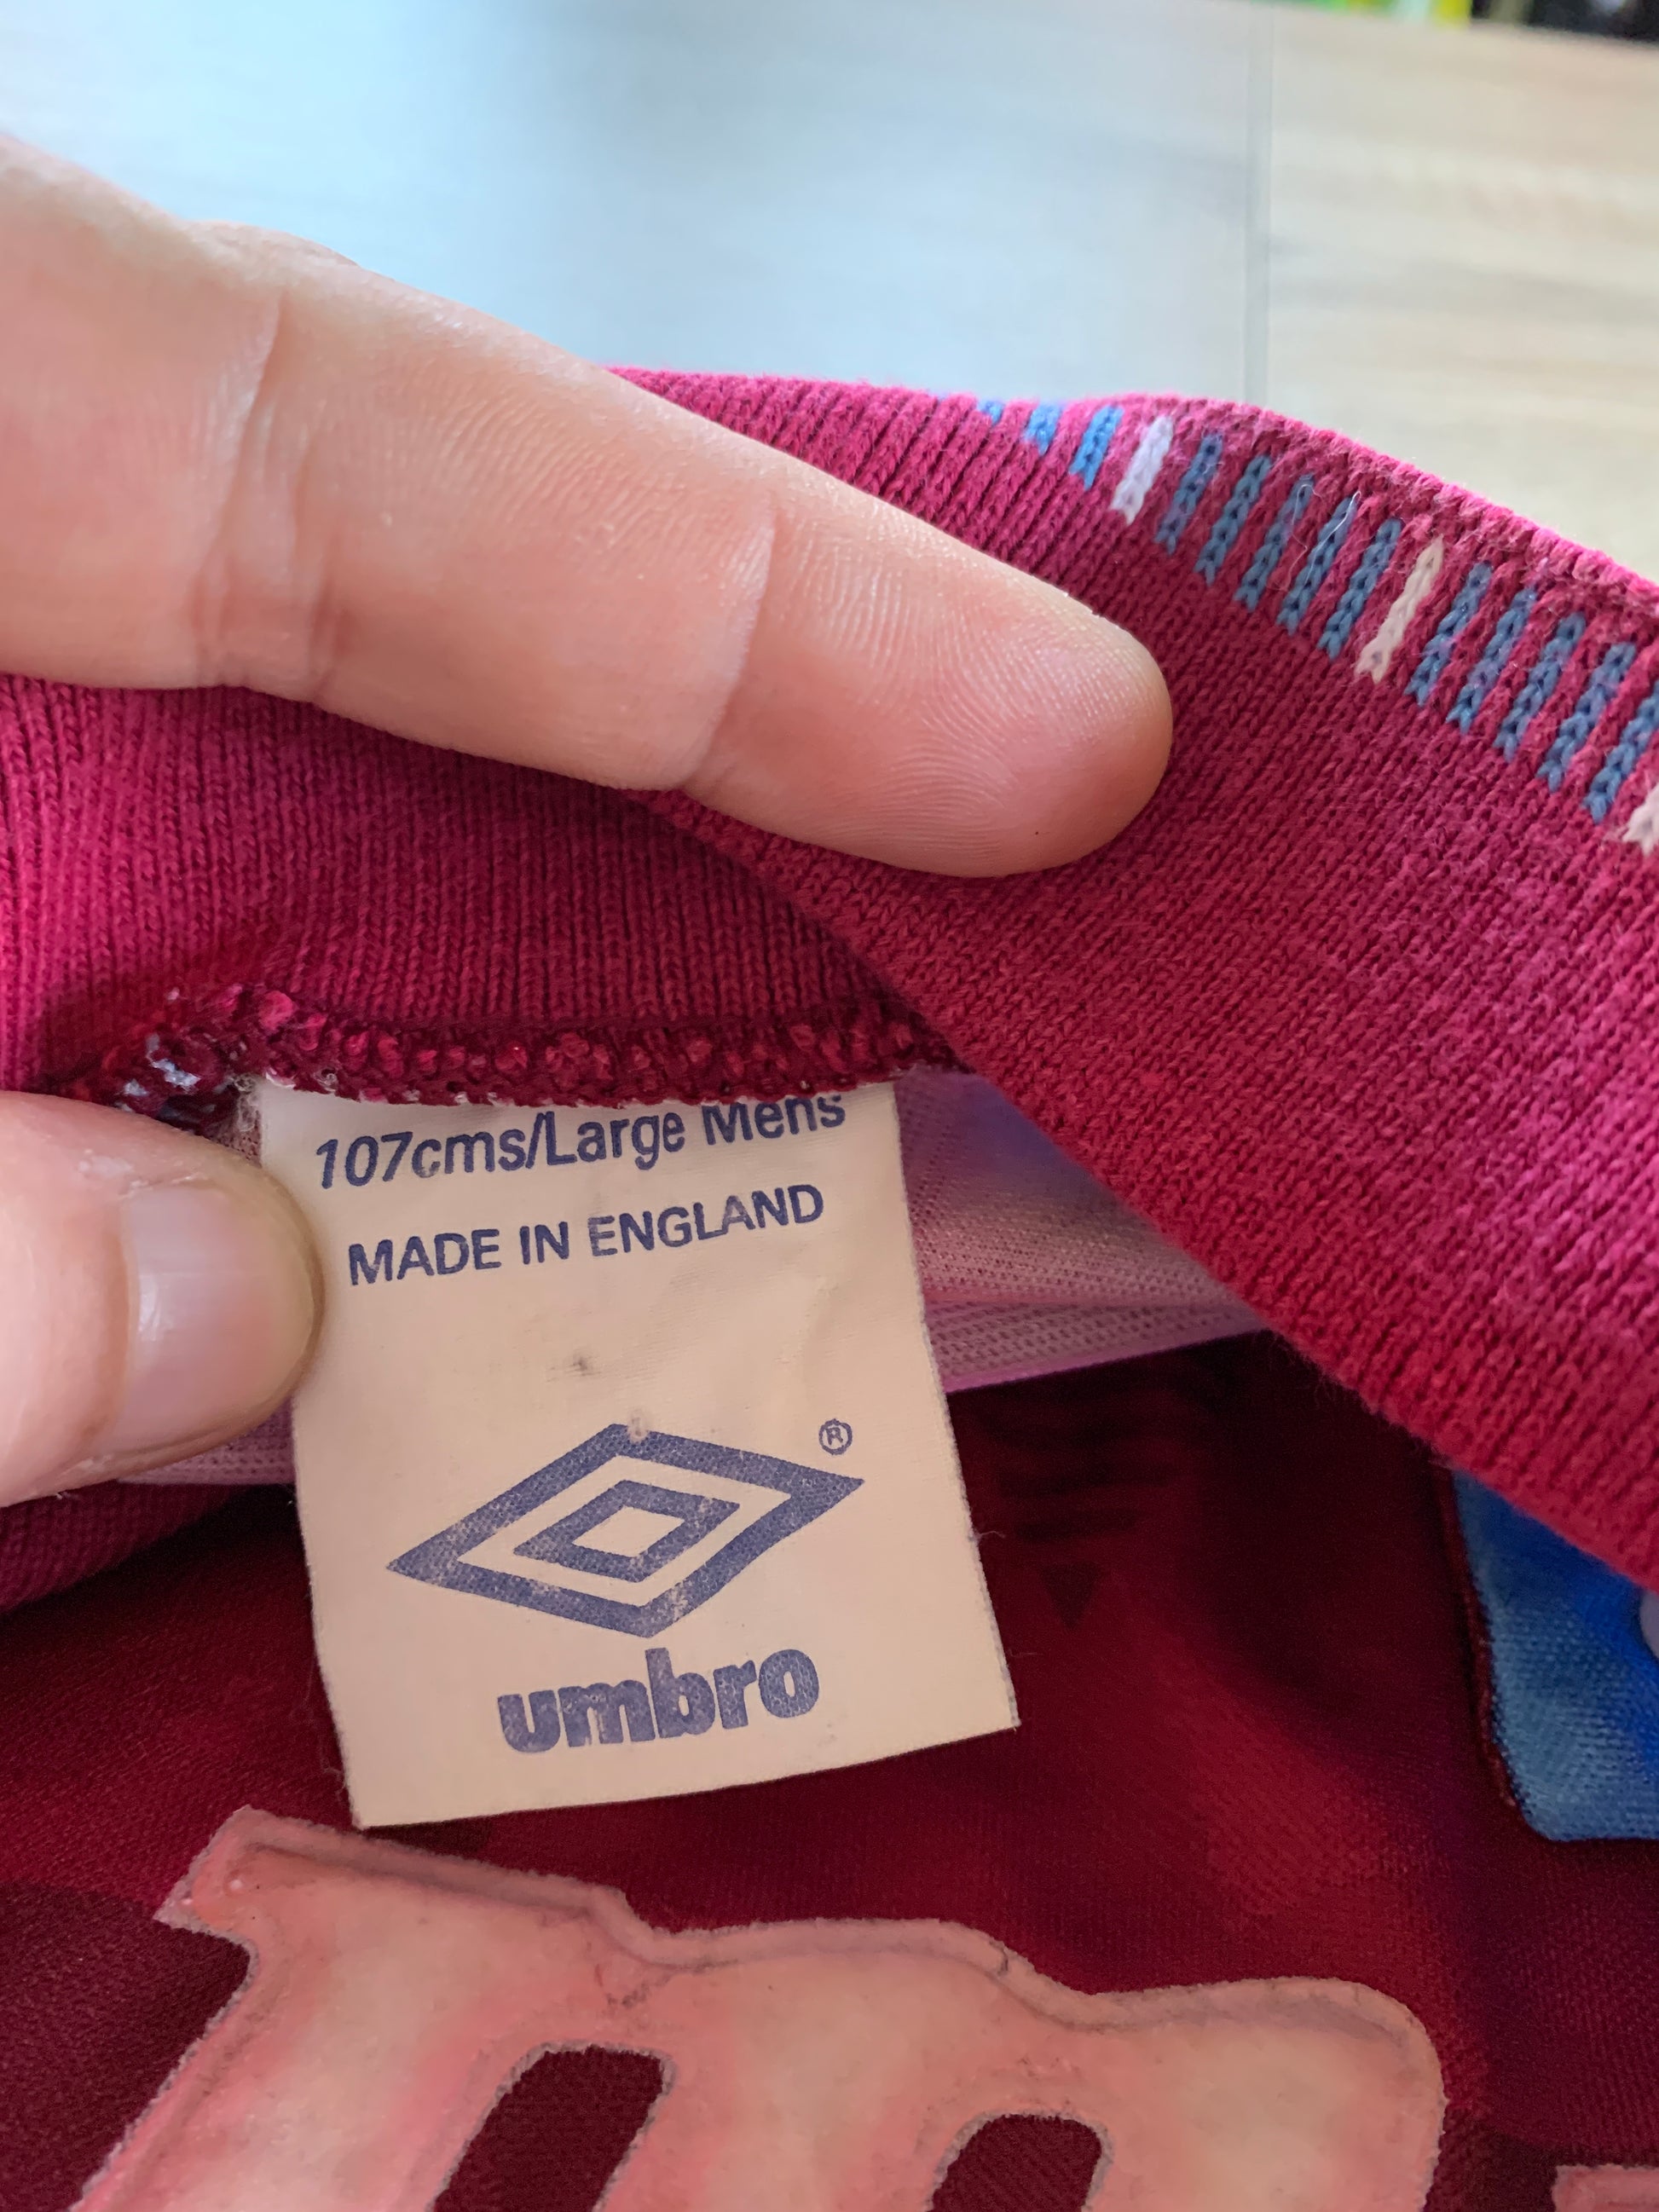 107cms/Large Mens
MADE IN ENGLAND
®
umbro